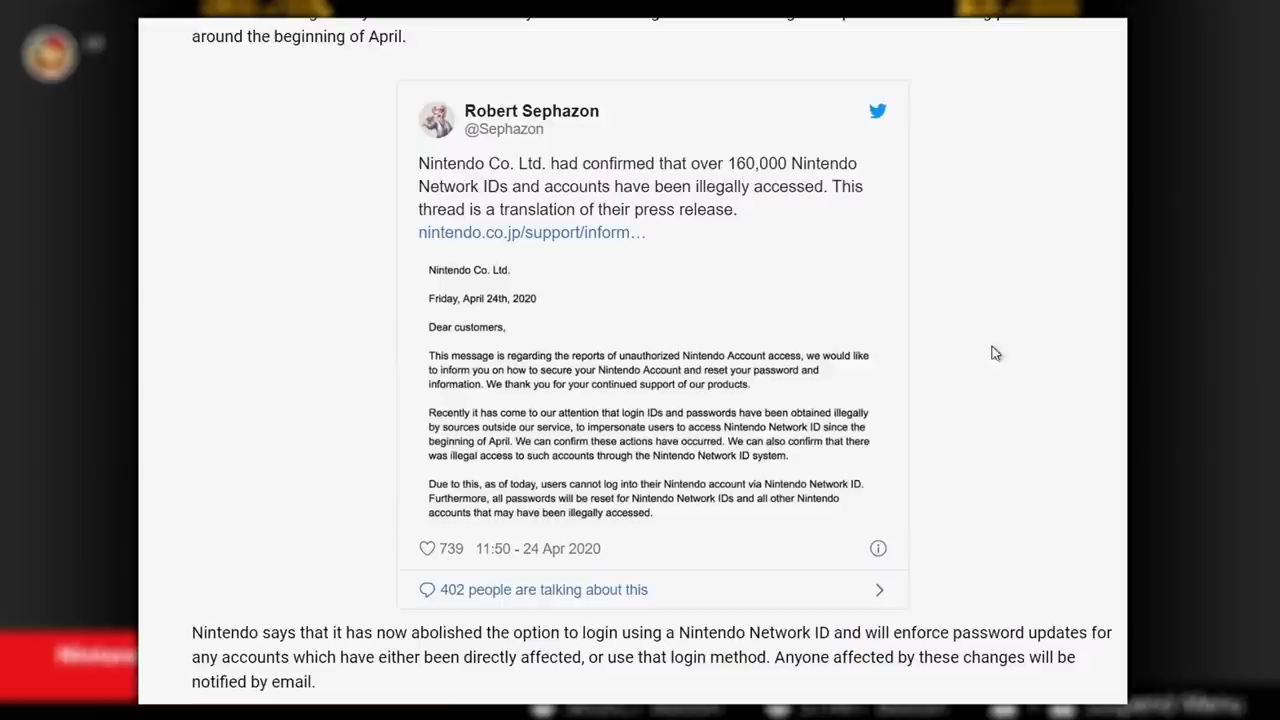 around the beginning of April.
Robert Sephazon
@Sephazon
Nintendo Co. Ltd. had confirmed that over 160,000 Nintendo
Network IDs and accounts have been illegally accessed. This
thread is a translation of their press release.
nintendo.co.jp/support/inform…
Nintendo Co. Ltd.
Friday, April 24th, 2020
Dear customers,
This message is regarding the reports of unauthorized Nintendo Account access, we would like
to inform you on how to secure your Nintendo Account and reset your password and
information. We thank you for your continued support of our products.
Recently it has come to our attention that login IDs and passwords have been obtained illegally
by sources outside our service, to impersonate users to access Nintendo Network ID since the
beginning of April. We can confirm these actions have occurred. We can also confirm that there
was illegal access to such accounts through the Nintendo Network ID system.
Due to this, as of today, users cannot log into their Nintendo account via Nintendo Network ID.
Furthermore, all passwords will be reset for Nintendo Network IDs and all other Nintendo
accounts that may have been illegally accessed.
739 11:50 - 24 Apr 2020
402 people are talking about this
Nintendo says that it has now abolished the option to login using a Nintendo Network ID and will enforce password updates for
any accounts which have either been directly affected, or use that login method. Anyone affected by these changes will be
notified by email.